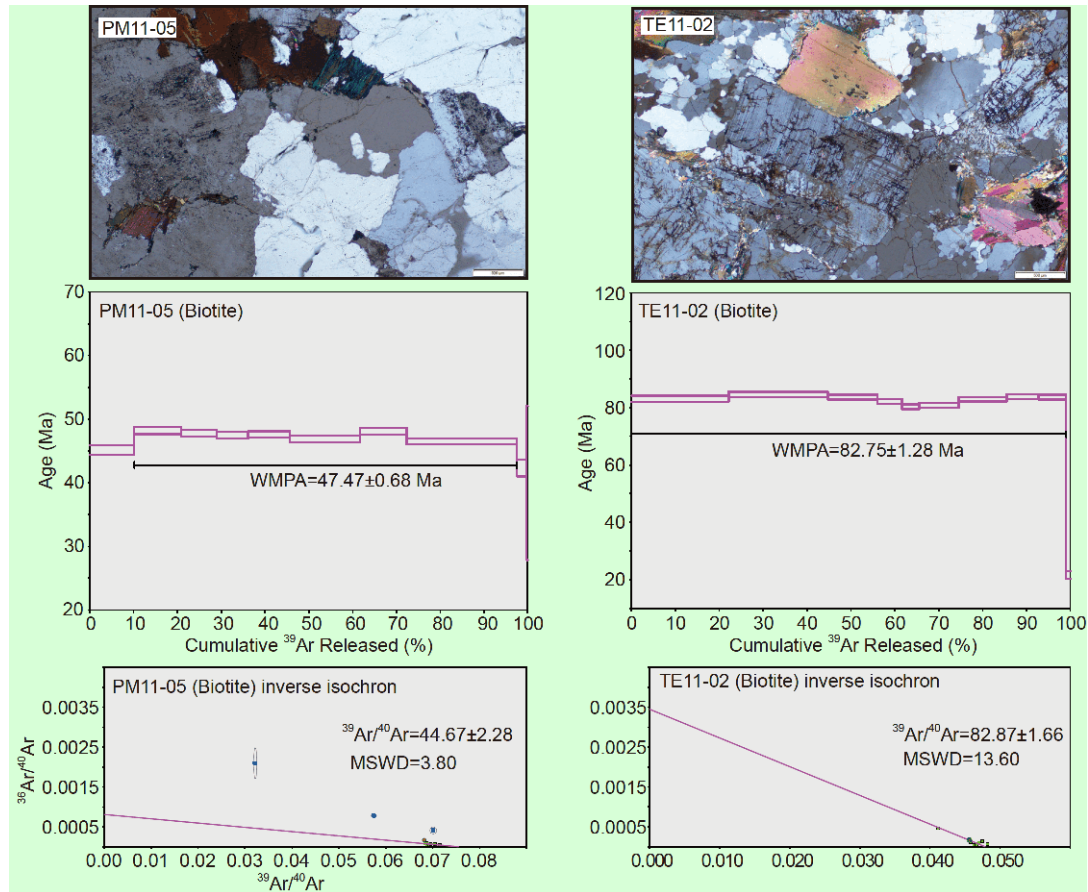 PM11-05
TE11-02
70
60
50
40
30
20
Age (Ma)
PM11-05 (Biotite)
WMPA=47.47±0.68 Ma
0 10 20 30 40 50 60 70 80 90 100
Cumulative ³⁹Ar Released (%)
120
100
80
60
40
20
Age (Ma)
TE11-02 (Biotite)
WMPA=82.75±1.28 Ma
0 10 20 30 40 50 60 70 80 90 100
Cumulative ³⁹Ar Released (%)
PM11-05 (Biotite) inverse isochron
³⁹Ar/⁴⁰Ar=44.67±2.28
MSWD=3.80
0.0035
0.0025
0.0015
0.0005
³⁶Ar/⁴⁰Ar
0.00 0.01 0.02 0.03 0.04 0.05 0.06 0.07 0.08
³⁹Ar/⁴⁰Ar
TE11-02 (Biotite) inverse isochron
³⁹Ar/⁴⁰Ar=82.87±1.66
MSWD=13.60
0.0035
0.0025
0.0015
0.0005
0.000 0.010 0.020 0.030 0.040 0.050
³⁹Ar/⁴⁰Ar